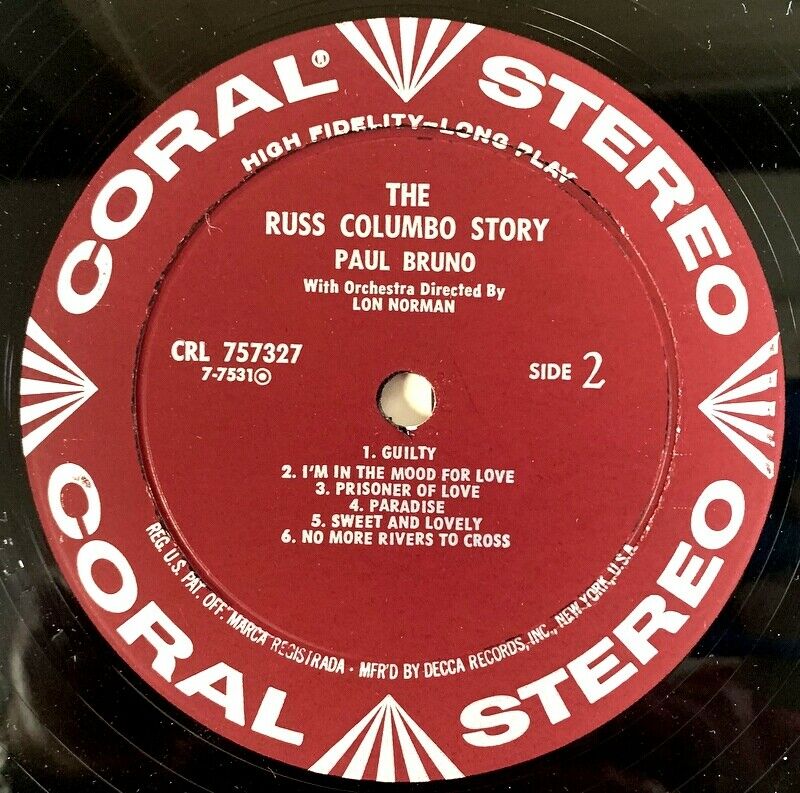 CORAL® STEREO
HIGH FIDELITY-LONG PLAY
THE
RUSS COLUMBO STORY
PAUL BRUNO
With Orchestra Directed By
LON NORMAN
CRL 757327
7-7531
SIDE 2
1. GUILTY
2. I'M IN THE MOOD FOR LOVE
3. PRISONER OF LOVE
4. PARADISE
5. SWEET AND LOVELY
6. NO MORE RIVERS TO CROSS
REG. U.S. PAT. OFF. MARCA REGISTRADA · MFR'D BY DECCA RECORDS, INC., NEW YORK, U.S.A.
CORAL STEREO